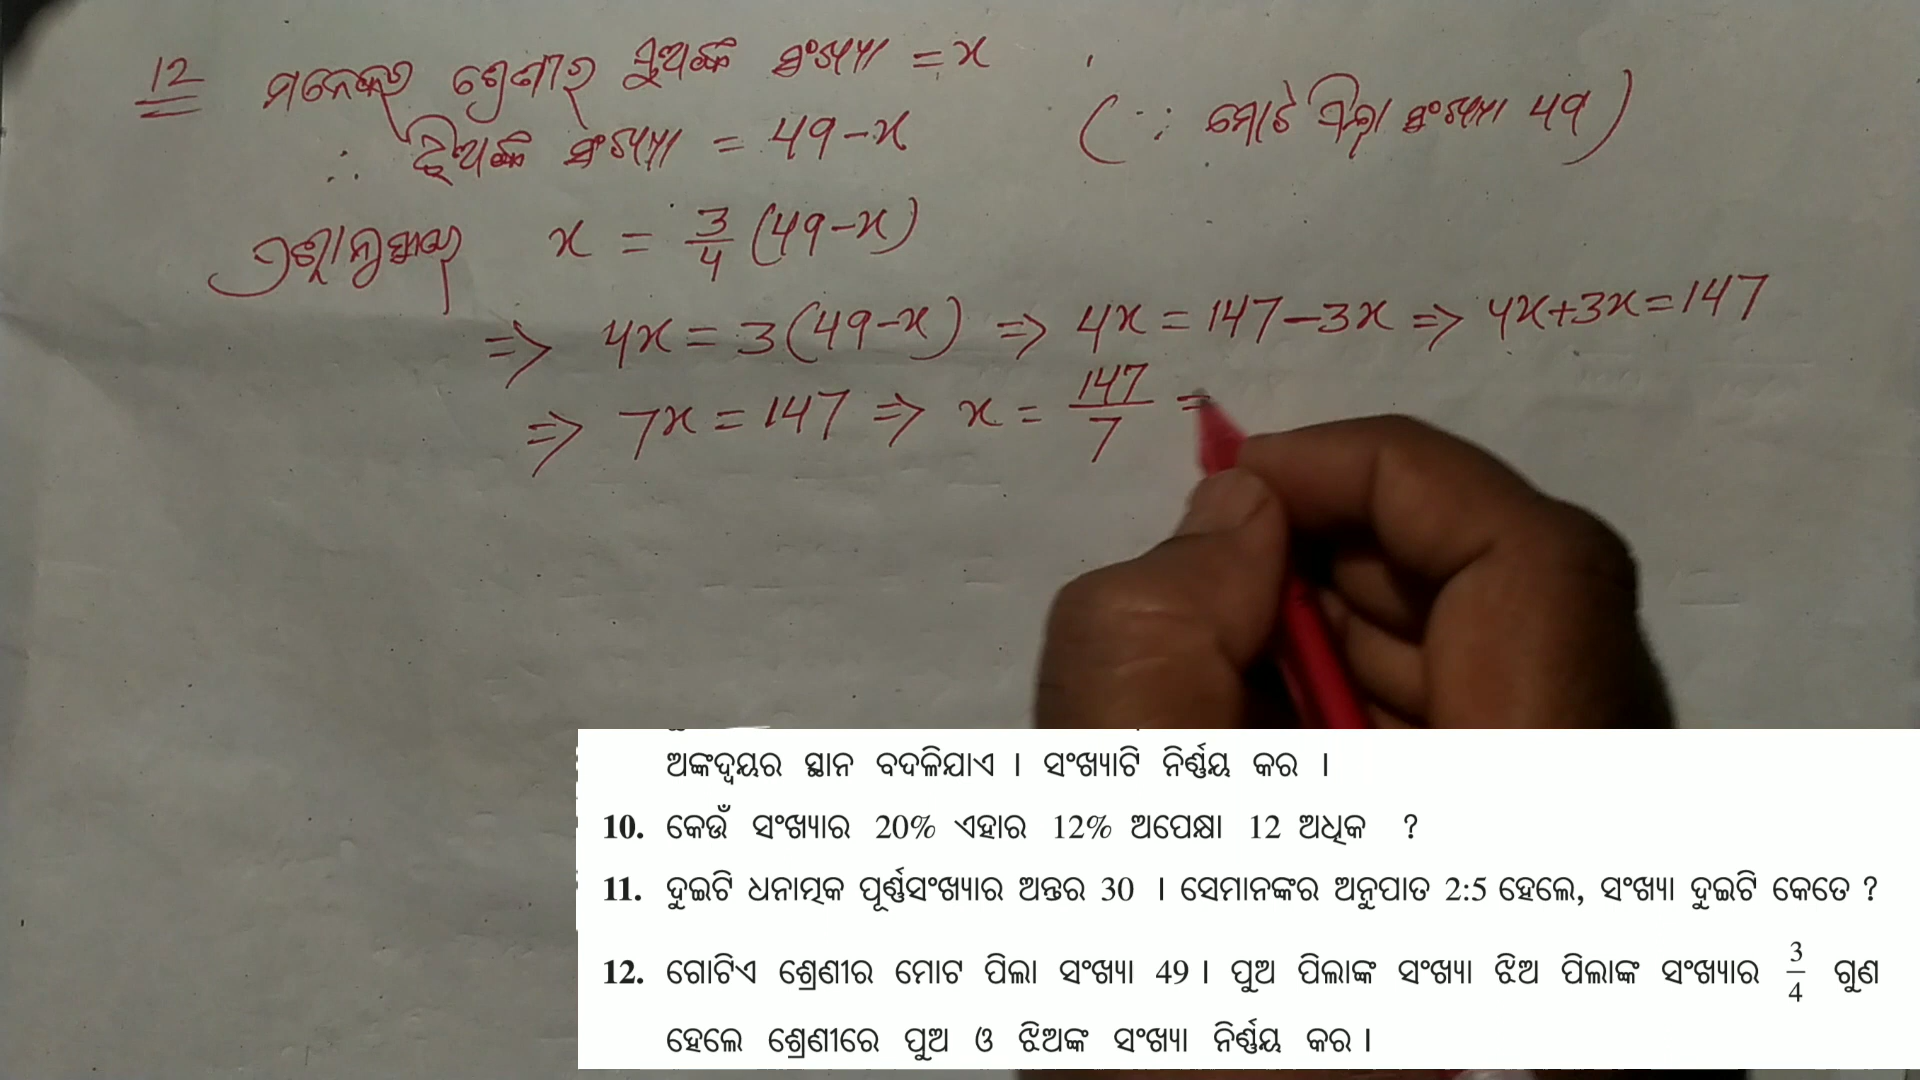 12 ମନେକର ଶ୍ରେଣୀର ପୁଅଙ୍କ ସଂଖ୍ୟା = x
∴ ଝିଅଙ୍କ ସଂଖ୍ୟା = 49-x (∵ ମୋଟ ପିଲା ସଂଖ୍ୟା 49)
ପ୍ରଶ୍ନାନୁସାରେ x = 3/4 (49-x)
⇒ 4x = 3(49-x) ⇒ 4x = 147-3x ⇒ 4x+3x=147
⇒ 7x = 147 ⇒ x = 147/7 =
ଅଙ୍କଦ୍ୱୟର ସ୍ଥାନ ବଦଳିଯାଏ । ସଂଖ୍ୟାଟି ନିର୍ଣ୍ଣୟ କର ।
10. କେଉଁ ସଂଖ୍ୟାର 20% ଏହାର 12% ଅପେକ୍ଷା 12 ଅଧିକ ?
11. ଦୁଇଟି ଧନାତ୍ମକ ପୂର୍ଣ୍ଣସଂଖ୍ୟାର ଅନ୍ତର 30 । ସେମାନଙ୍କର ଅନୁପାତ 2:5 ହେଲେ, ସଂଖ୍ୟା ଦୁଇଟି କେତେ ?
12. ଗୋଟିଏ ଶ୍ରେଣୀର ମୋଟ ପିଲା ସଂଖ୍ୟା 49 । ପୁଅ ପିଲାଙ୍କ ସଂଖ୍ୟା ଝିଅ ପିଲାଙ୍କ ସଂଖ୍ୟାର 3/4 ଗୁଣ
ହେଲେ ଶ୍ରେଣୀରେ ପୁଅ ଓ ଝିଅଙ୍କ ସଂଖ୍ୟା ନିର୍ଣ୍ଣୟ କର ।